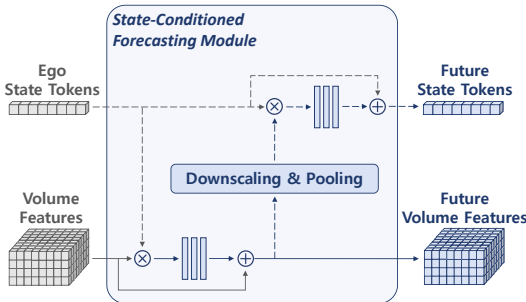 State-Conditioned
Forecasting Module
Ego
State Tokens
Future
State Tokens
Downscaling & Pooling
Volume
Features
Future
Volume Features